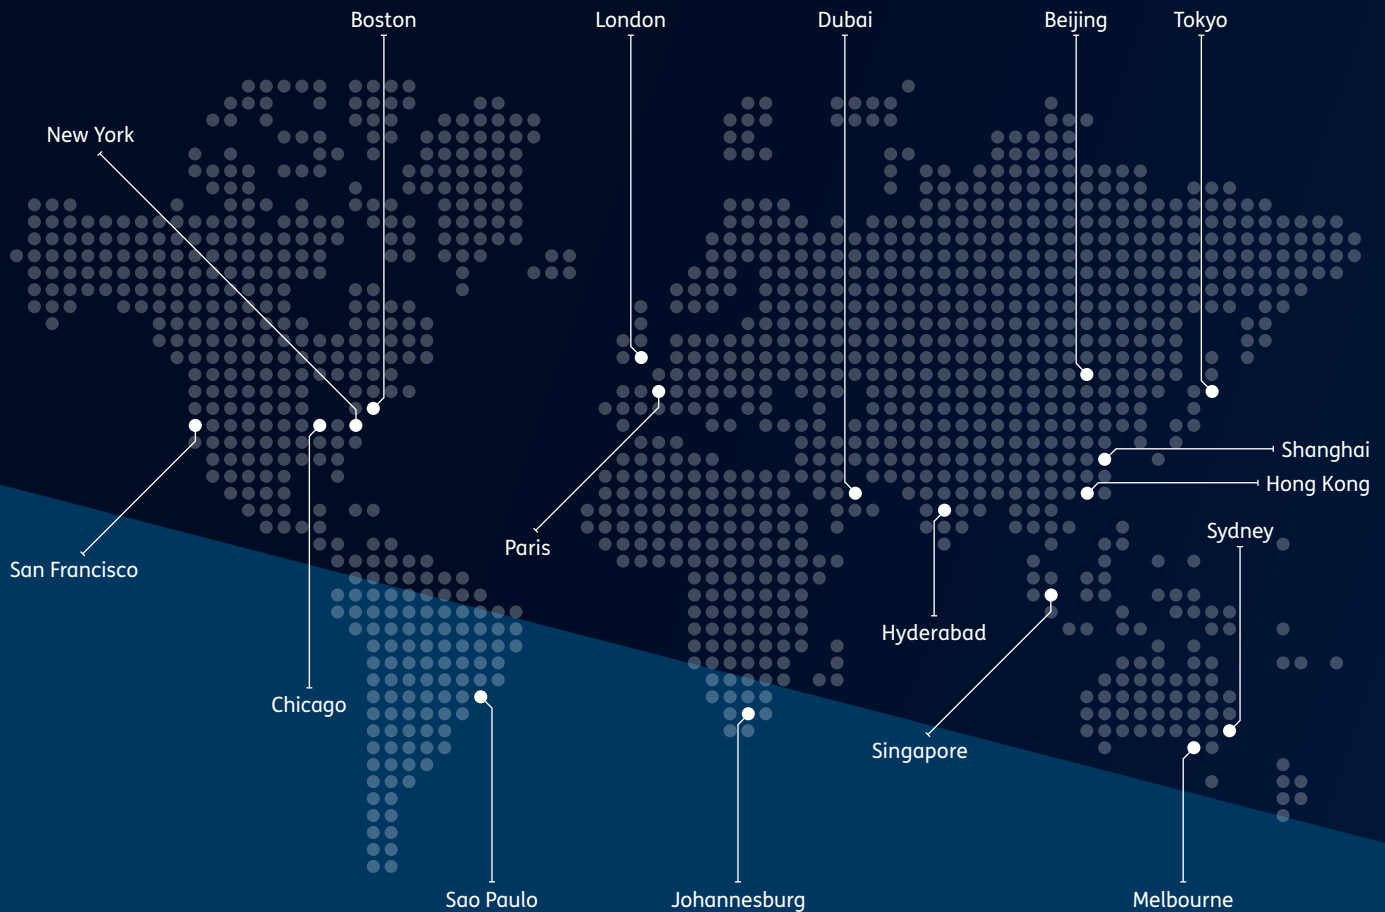 Boston
London
Dubai
Beijing
Tokyo
New York
Shanghai
Hong Kong
Sydney
Paris
San Francisco
Hyderabad
Chicago
Singapore
Sao Paulo
Johannesburg
Melbourne